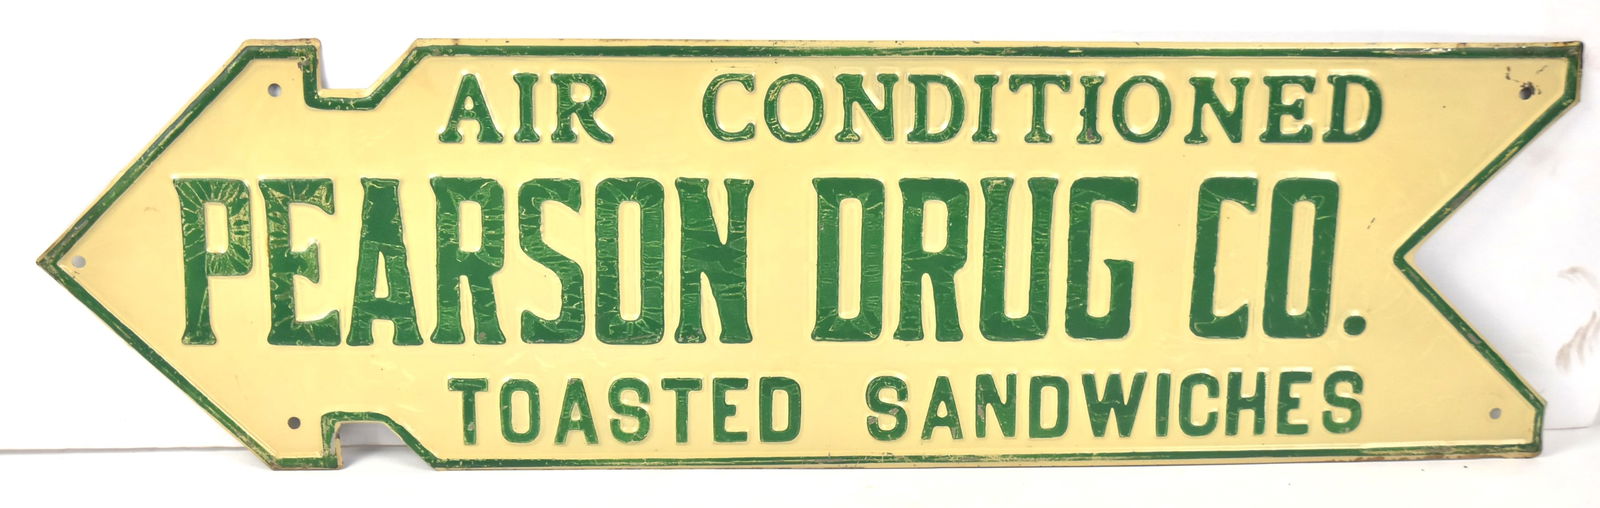 AIR CONDITIONED
PEARSON DRUG CO.
TOASTED SANDWICHES